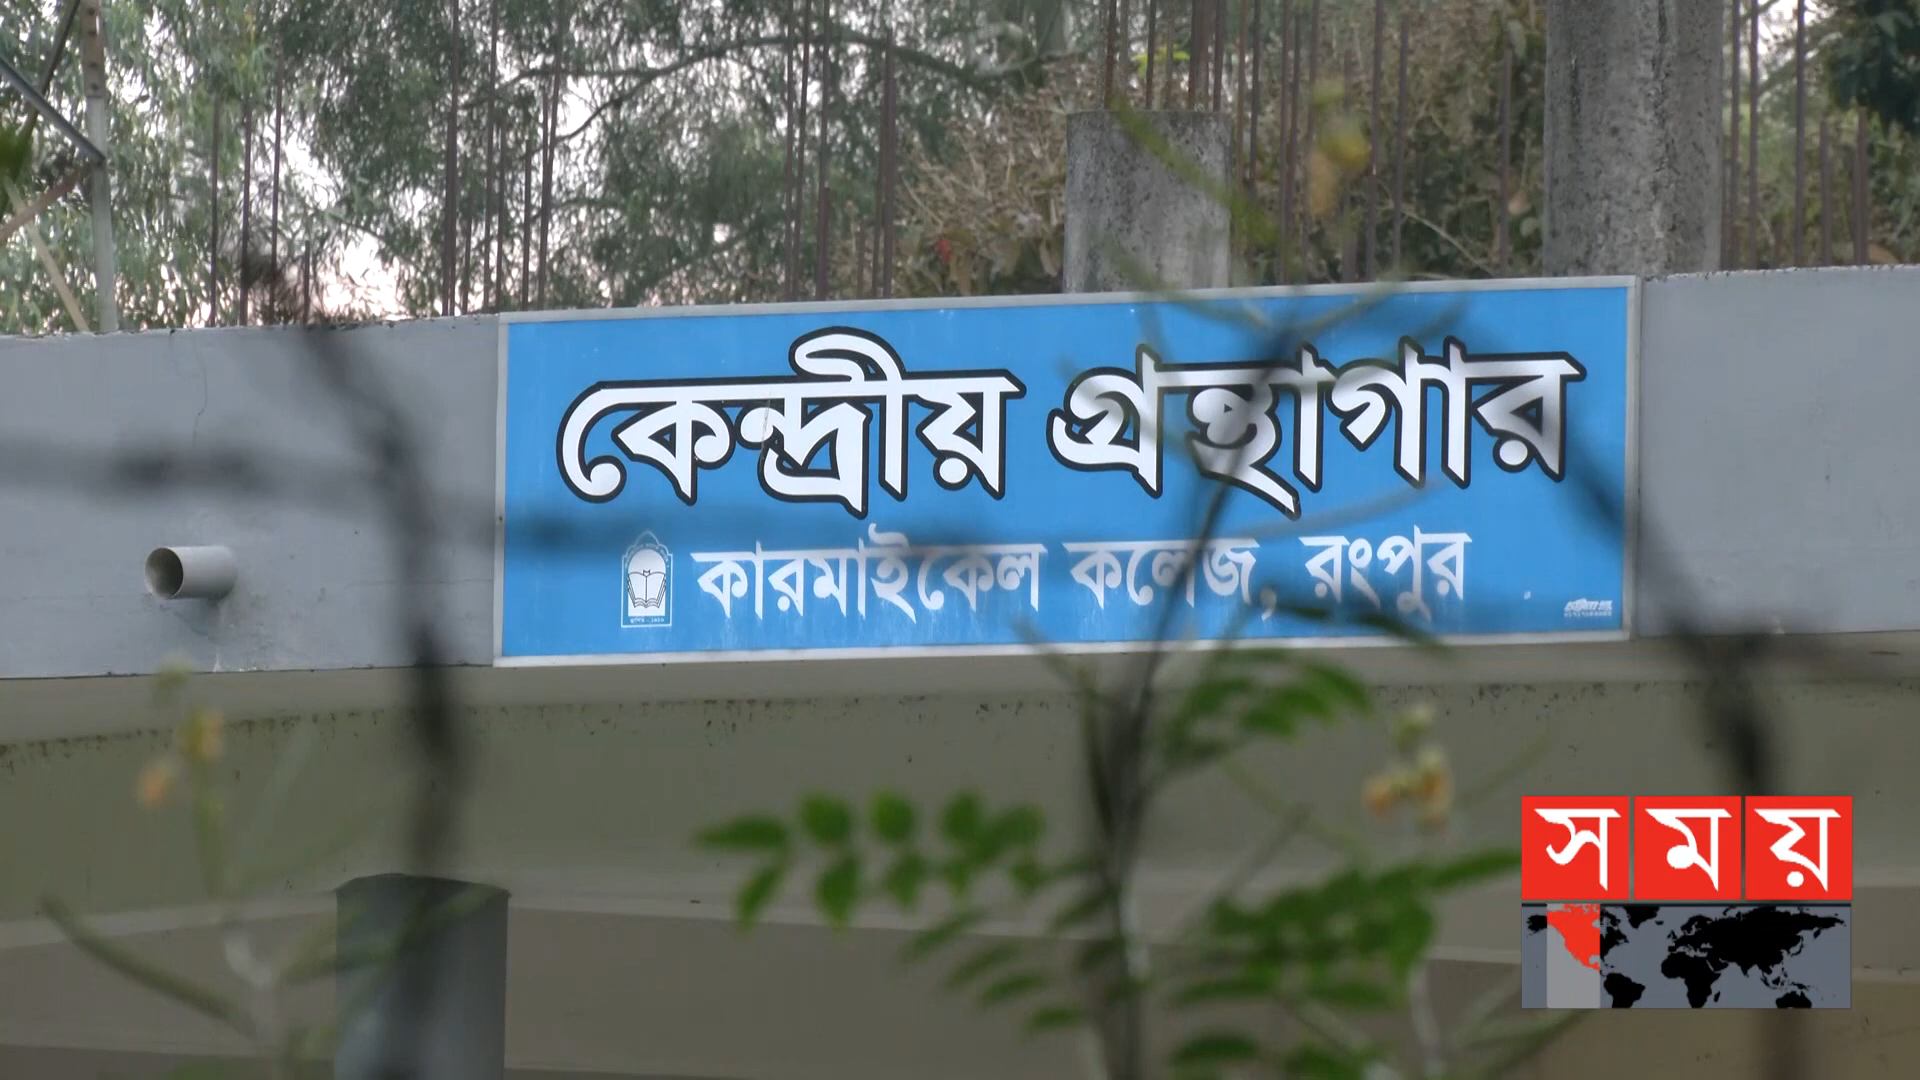 কেন্দ্রীয় গ্রন্থাগার
কারমাইকেল কলেজ, রংপুর
সময়